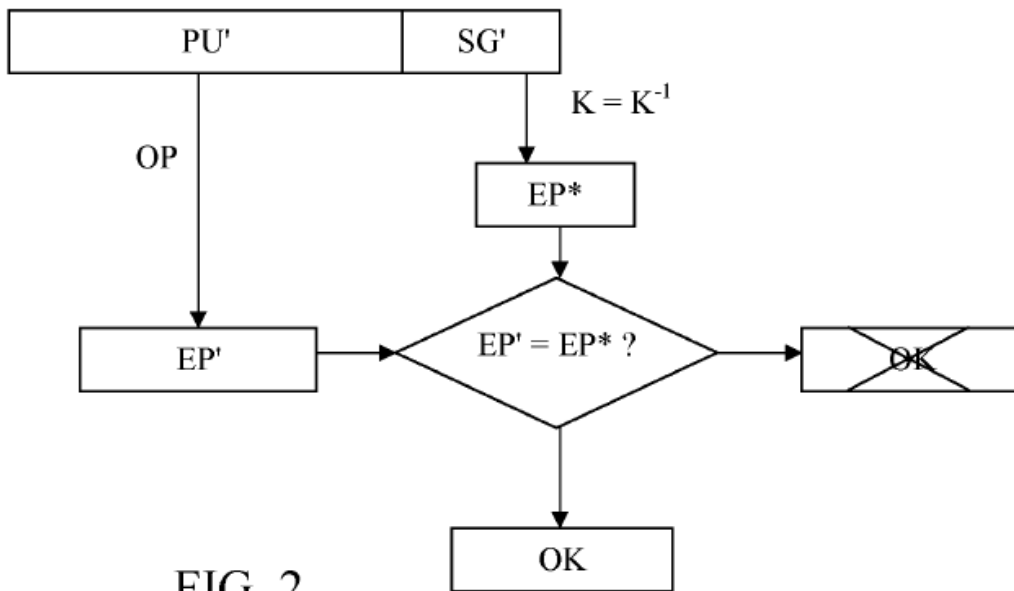 PU' SG'
K = K⁻¹
OP
EP*
EP' = EP* ?
EP'
OK
OK
FIG. 2